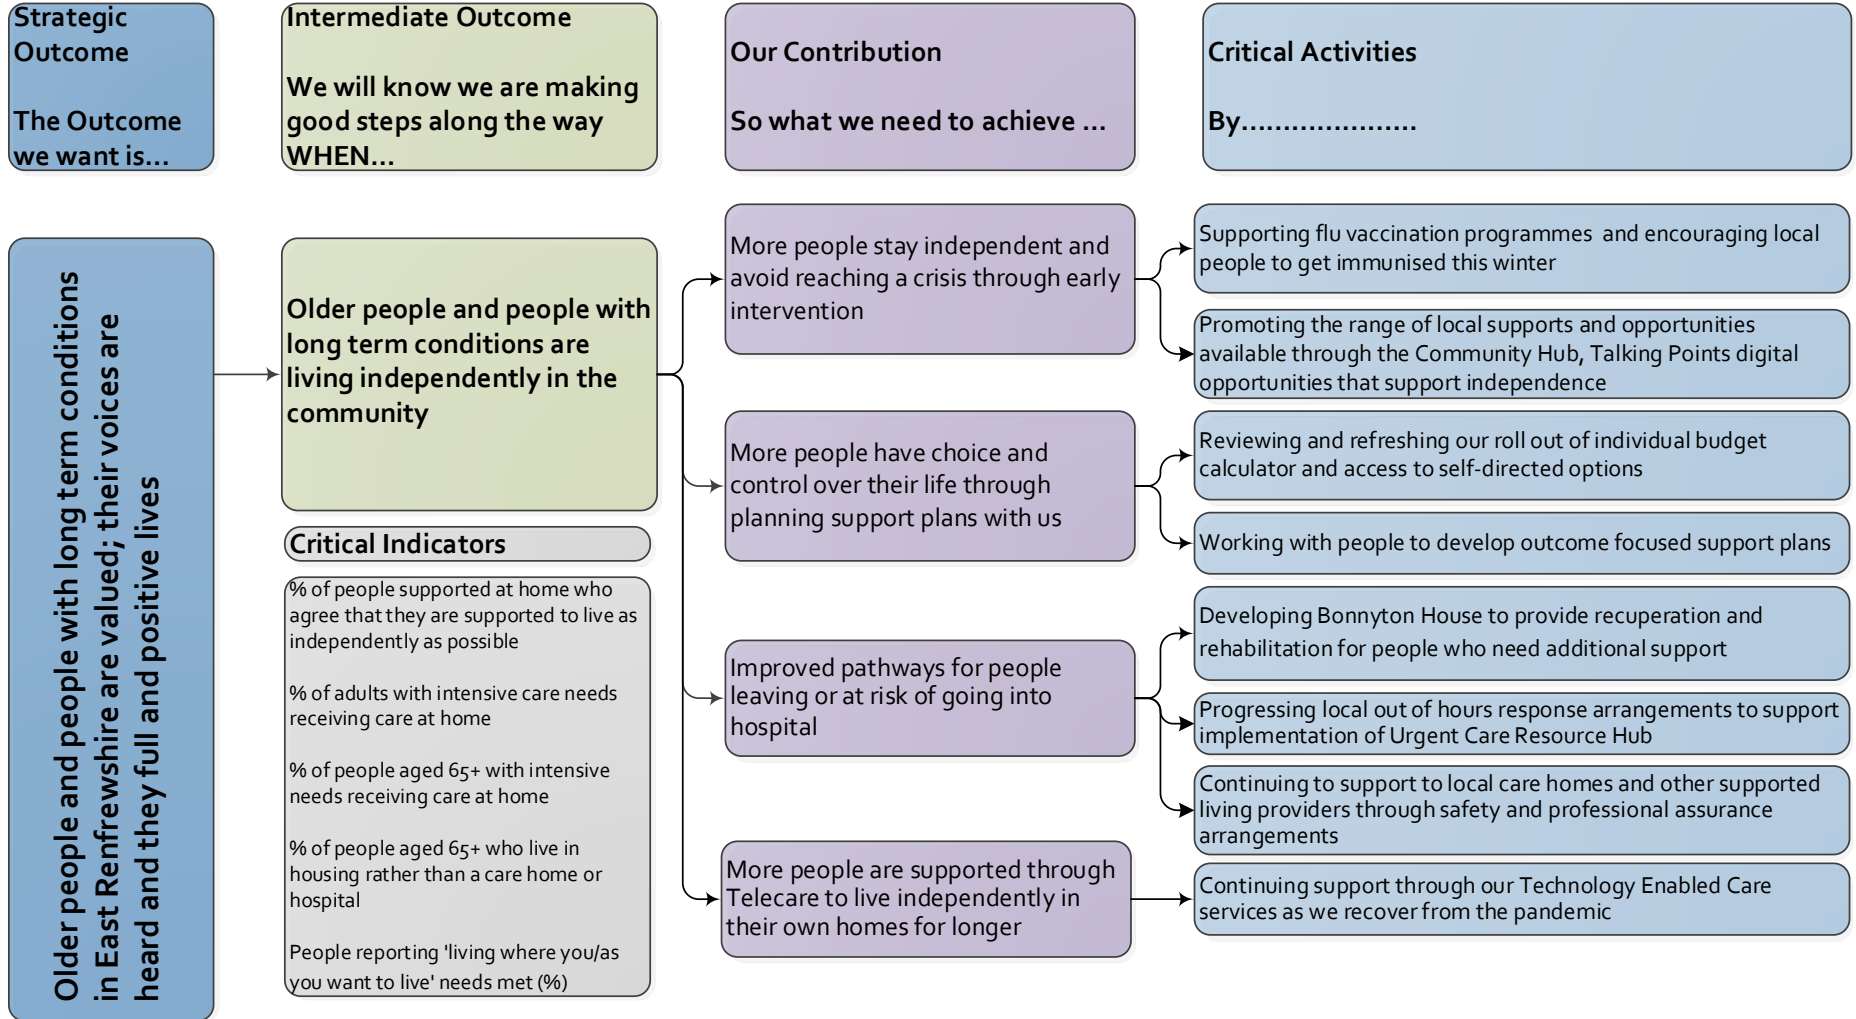 Strategic
Outcome
The Outcome
we want is...
Intermediate Outcome
We will know we are making
good steps along the way
WHEN...
Our Contribution
So what we need to achieve ...
Critical Activities
By.....................
Older people and people with long term conditions
in East Renfrewshire are valued; their voices are
heard and they full and positive lives
Older people and people with
long term conditions are
living independently in the
community
Critical Indicators
% of people supported at home who
agree that they are supported to live as
independently as possible
% of adults with intensive care needs
receiving care at home
% of people aged 65+ with intensive
needs receiving care at home
% of people aged 65+ who live in
housing rather than a care home or
hospital
People reporting 'living where you/as
you want to live' needs met (%)
More people stay independent and
avoid reaching a crisis through early
intervention
Supporting flu vaccination programmes and encouraging local
people to get immunised this winter
Promoting the range of local supports and opportunities
available through the Community Hub, Talking Points digital
opportunities that support independence
More people have choice and
control over their life through
planning support plans with us
Reviewing and refreshing our roll out of individual budget
calculator and access to self-directed options
Working with people to develop outcome focused support plans
Improved pathways for people
leaving or at risk of going into
hospital
Developing Bonnyton House to provide recuperation and
rehabilitation for people who need additional support
Progressing local out of hours response arrangements to support
implementation of Urgent Care Resource Hub
Continuing to support to local care homes and other supported
living providers through safety and professional assurance
arrangements
More people are supported through
Telecare to live independently in
their own homes for longer
Continuing support through our Technology Enabled Care
services as we recover from the pandemic